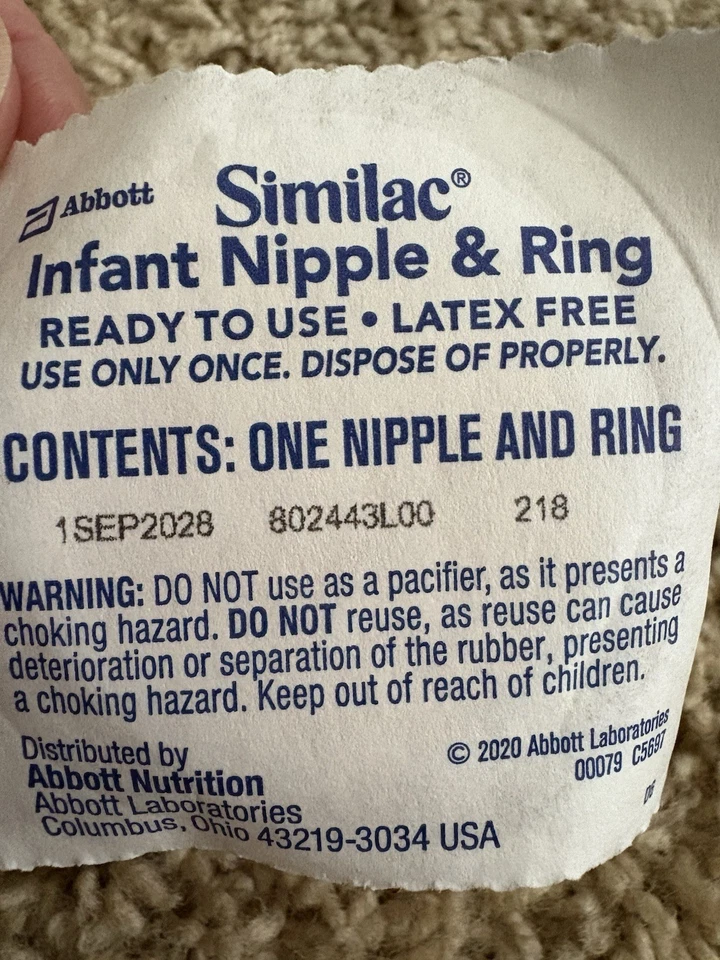 Abbott Similac®
Infant Nipple & Ring
READY TO USE • LATEX FREE
USE ONLY ONCE. DISPOSE OF PROPERLY.
CONTENTS: ONE NIPPLE AND RING
1SEP2028 802443L00 218
WARNING: DO NOT use as a pacifier, as it presents a
choking hazard. DO NOT reuse, as reuse can cause
deterioration or separation of the rubber, presenting
a choking hazard. Keep out of reach of children.
Distributed by
Abbott Nutrition
Abbott Laboratories
Columbus, Ohio 43219-3034 USA
© 2020 Abbott Laboratories
00079 C5697